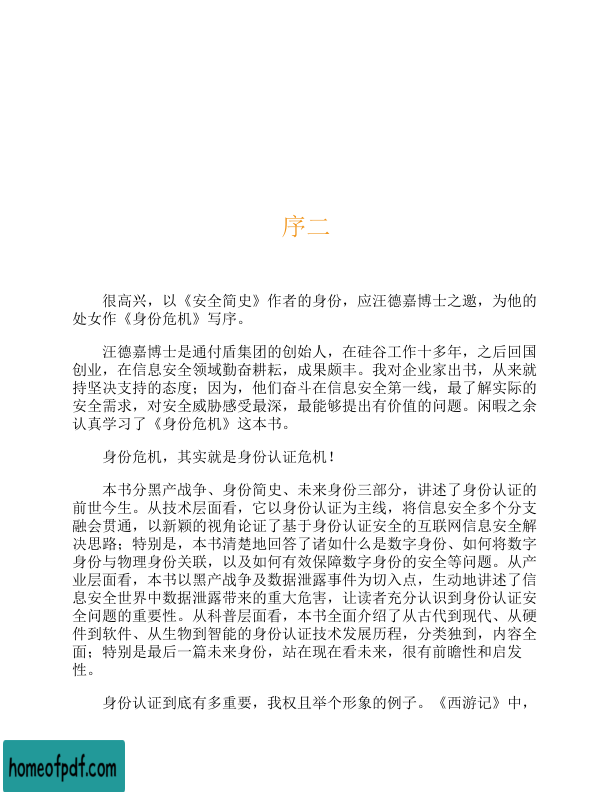 序二
很高兴，以《安全简史》作者的身份，应汪德嘉博士之邀，为他的
处女作《身份危机》写序。
汪德嘉博士是通付盾集团的创始人，在硅谷工作十多年，之后回国
创业，在信息安全领域勤奋耕耘，成果颇丰。我对企业家出书，从来就
持坚决支持的态度；因为，他们奋斗在信息安全第一线，最了解实际的
安全需求，对安全威胁感受最深，最能够提出有价值的问题。闲暇之余
认真学习了《身份危机》这本书。
身份危机，其实就是身份认证危机！
本书分黑产战争、身份简史、未来身份三部分，讲述了身份认证的
前世今生。从技术层面看，它以身份认证为主线，将信息安全多个分支
融会贯通，以新颖的视角论证了基于身份认证安全的互联网信息安全解
决思路；特别是，本书清楚地回答了诸如什么是数字身份、如何将数字
身份与物理身份关联，以及如何有效保障数字身份的安全等问题。从产
业层面看，本书以黑产战争及数据泄露事件为切入点，生动地讲述了信
息安全世界中数据泄露带来的重大危害，让读者充分认识到身份认证安
全问题的重要性。从科普层面看，本书全面介绍了从古代到现代、从硬
件到软件、从生物到智能的身份认证技术发展历程，分类独到，内容全
面；特别是最后一篇未来身份，站在现在看未来，很有前瞻性和启发
性。
身份认证到底有多重要，我权且举个形象的例子。《西游记》中，
homeofpdf.com